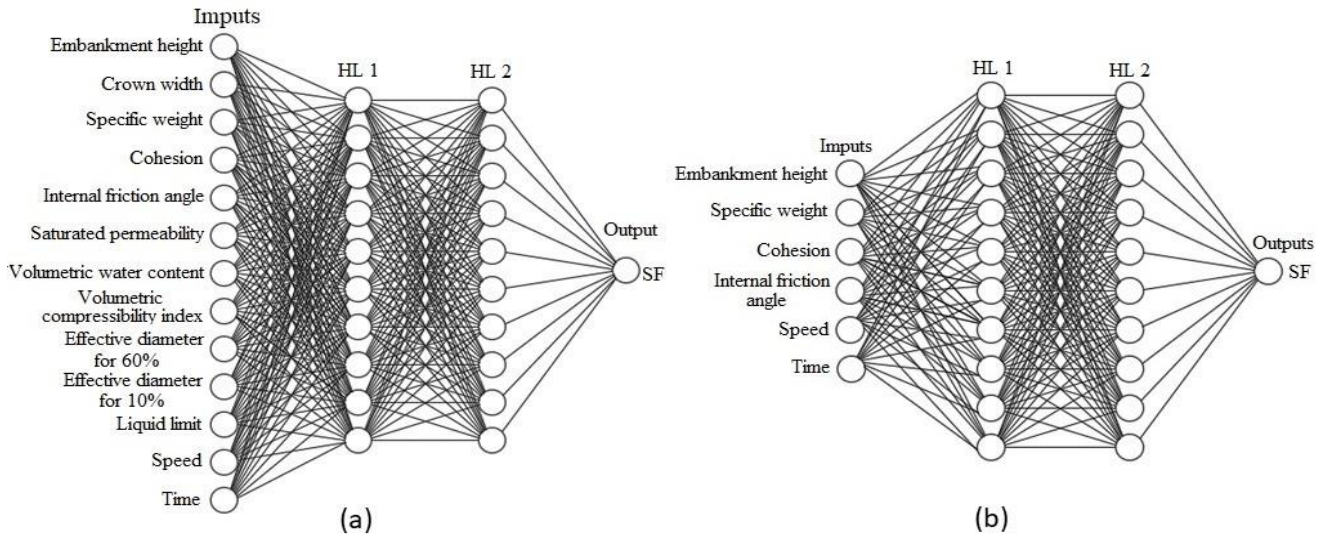 Imputs
Embankment height
Crown width
Specific weight
Cohesion
Internal friction angle
Saturated permeability
Volumetric water content
Volumetric
compressibility index
Effective diameter
for 60%
Effective diameter
for 10%
Liquid limit
Speed
Time
HL 1
HL 2
Output
SF
(a)
Imputs
Embankment height
Specific weight
Cohesion
Internal friction
angle
Speed
Time
HL 1
HL 2
Outputs
SF
(b)